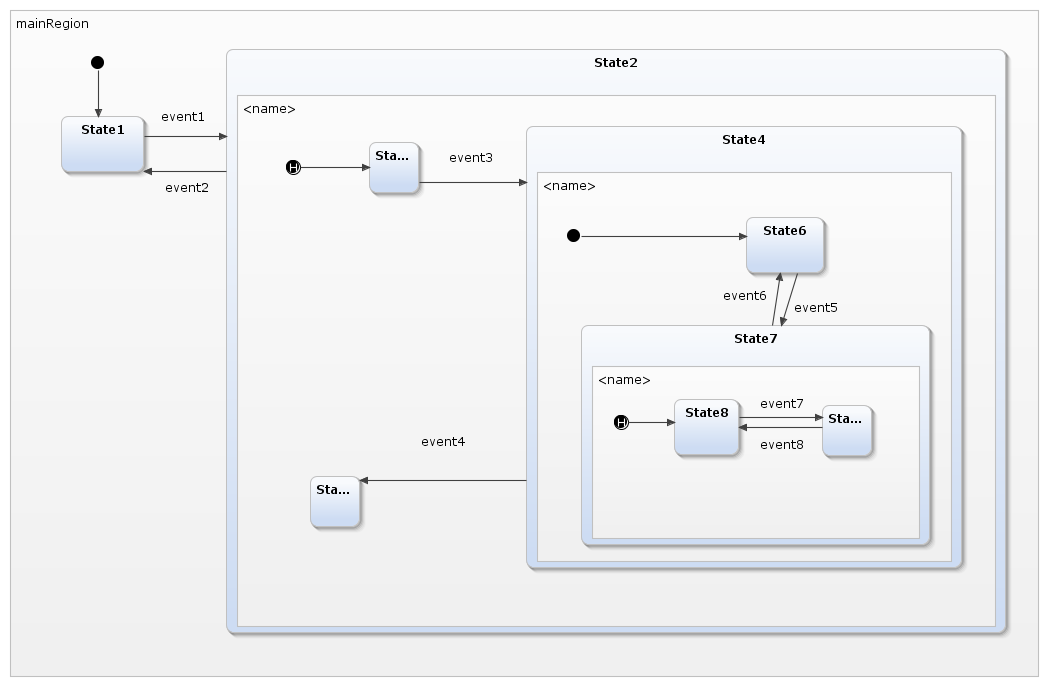 mainRegion
State2
<name>
State1
event1
event2
H
Sta...
event3
State4
<name>
State6
event6
event5
State7
<name>
H
State8
event7
event8
Sta...
event4
Sta...